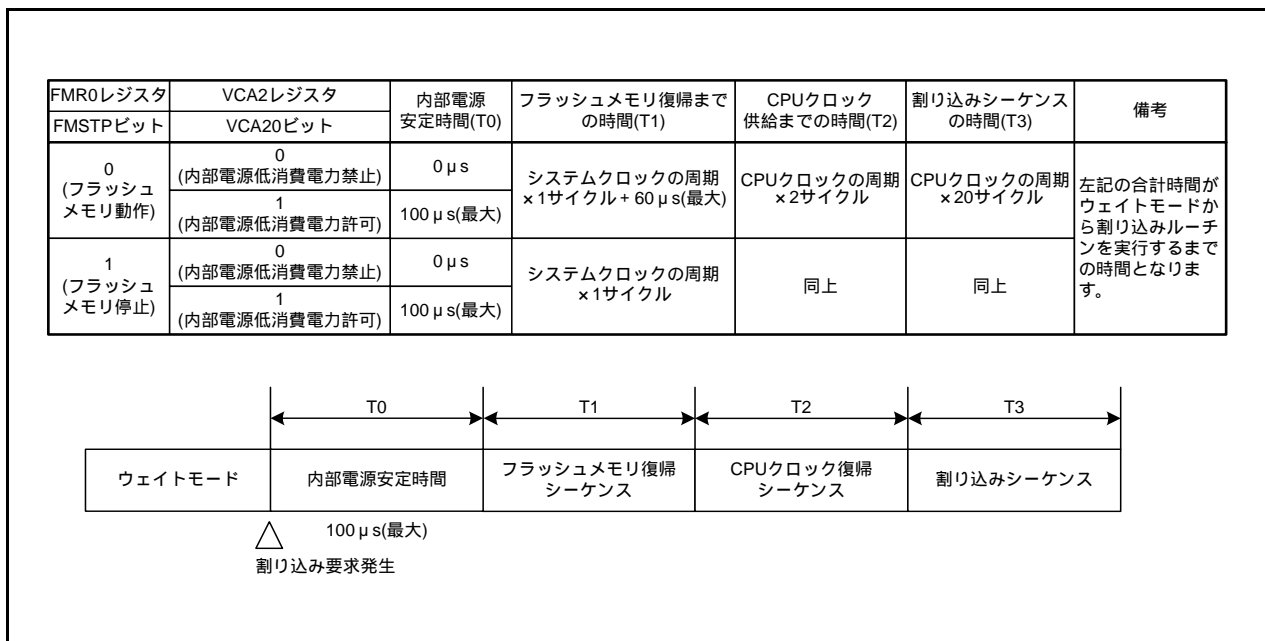 FMR0レジスタ
FMSTPビット
VCA2レジスタ
VCA20ビット
内部電源
安定時間(T0)
フラッシュメモリ復帰まで
の時間(T1)
CPUクロック
供給までの時間(T2)
割り込みシーケンス
の時間(T3)
備考
0
(フラッシュ
メモリ動作)
0
(内部電源低消費電力禁止)
0μs
1
(内部電源低消費電力許可)
100μs(最大)
システムクロックの周期
×1サイクル + 60μs(最大)
CPUクロックの周期
×2サイクル
CPUクロックの周期
×20サイクル
左記の合計時間が
ウェイトモードか
ら割り込みルーチ
ンを実行するまで
の時間となりま
す。
1
(フラッシュ
メモリ停止)
0
(内部電源低消費電力禁止)
0μs
1
(内部電源低消費電力許可)
100μs(最大)
システムクロックの周期
×1サイクル
同上
同上
T0
T1
T2
T3
ウェイトモード
内部電源安定時間
フラッシュメモリ復帰
シーケンス
CPUクロック復帰
シーケンス
割り込みシーケンス
100μs(最大)
割り込み要求発生